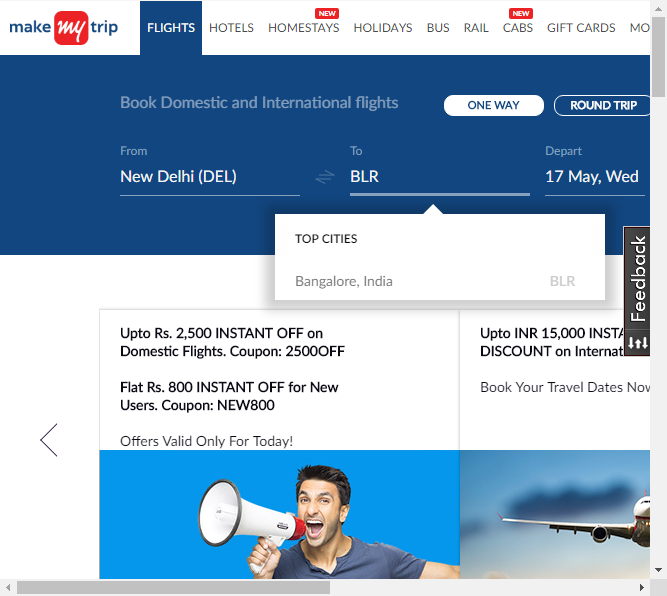 make my trip
FLIGHTS
HOTELS
NEW
HOMESTAYS
HOLIDAYS
BUS
RAIL
NEW
CABS
GIFT CARDS
MO
Book Domestic and International flights
ONE WAY
ROUND TRIP
From
To
Depart
New Delhi (DEL)
BLR
17 May, Wed
TOP CITIES
Bangalore, India
BLR
Feedback
Upto Rs. 2,500 INSTANT OFF on
Domestic Flights. Coupon: 2500OFF
Flat Rs. 800 INSTANT OFF for New
Users. Coupon: NEW800
Offers Valid Only For Today!
Upto INR 15,000 INSTA
DISCOUNT on Internat
Book Your Travel Dates Now